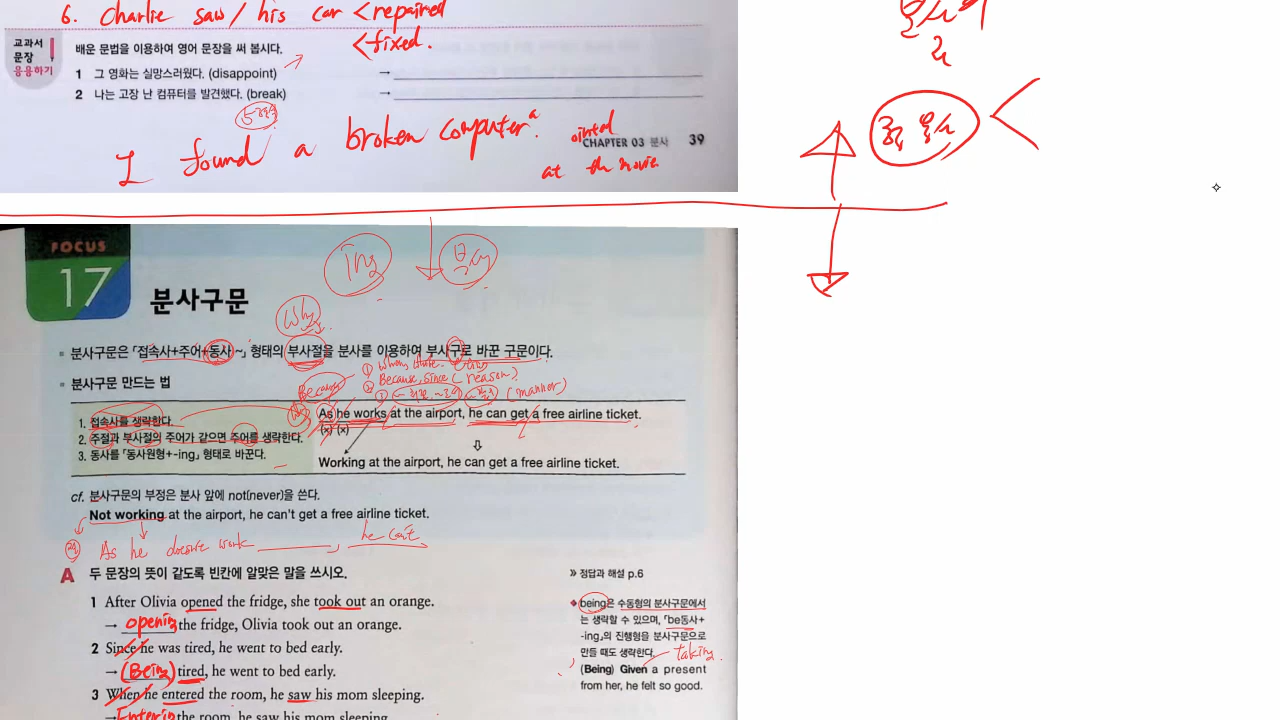 6. Charlie saw / his car < repaired
< fixed.
교과서
문장
응용하기
배운 문법을 이용하여 영어 문장을 써 봅시다.
1 그 영화는 실망스러웠다. (disappoint)
→
2 나는 고장 난 컴퓨터를 발견했다. (break)
→
I found a broken computer.
CHAPTER 03 분사 39
at the movie
FOCUS
17
분사구문
ing
why
분사구문은 「접속사+주어+동사 ~」 형태의 부사절을 분사를 이용하여 부사구로 바꾼 구문이다.
분사구문 만드는 법
② Because, Since (reason)
(manner)
Because
1. 접속사를 생략한다.
2. 주절과 부사절의 주어가 같으면 주어를 생략한다.
3. 동사를 「동사원형+-ing」 형태로 바꾼다.
As he works at the airport, he can get a free airline ticket.
(x) (x)
⇩
Working at the airport, he can get a free airline ticket.
cf. 분사구문의 부정은 분사 앞에 not(never)을 쓴다.
Not working at the airport, he can't get a free airline ticket.
As he doesn't work , he can't
A 두 문장의 뜻이 같도록 빈칸에 알맞은 말을 쓰시오.
» 정답과 해설 p.6
1 After Olivia opened the fridge, she took out an orange.
→ opening the fridge, Olivia took out an orange.
2 Since he was tired, he went to bed early.
→ (Being) tired, he went to bed early.
3 When he entered the room, he saw his mom sleeping.
→ Entering the room, he saw his mom sleeping.
being은 수동형의 분사구문에서
는 생략할 수 있으며, 「be동사+
-ing」의 진행형을 분사구문으로
만들 때도 생략한다.
taking
(Being) Given a present
from her, he felt so good.